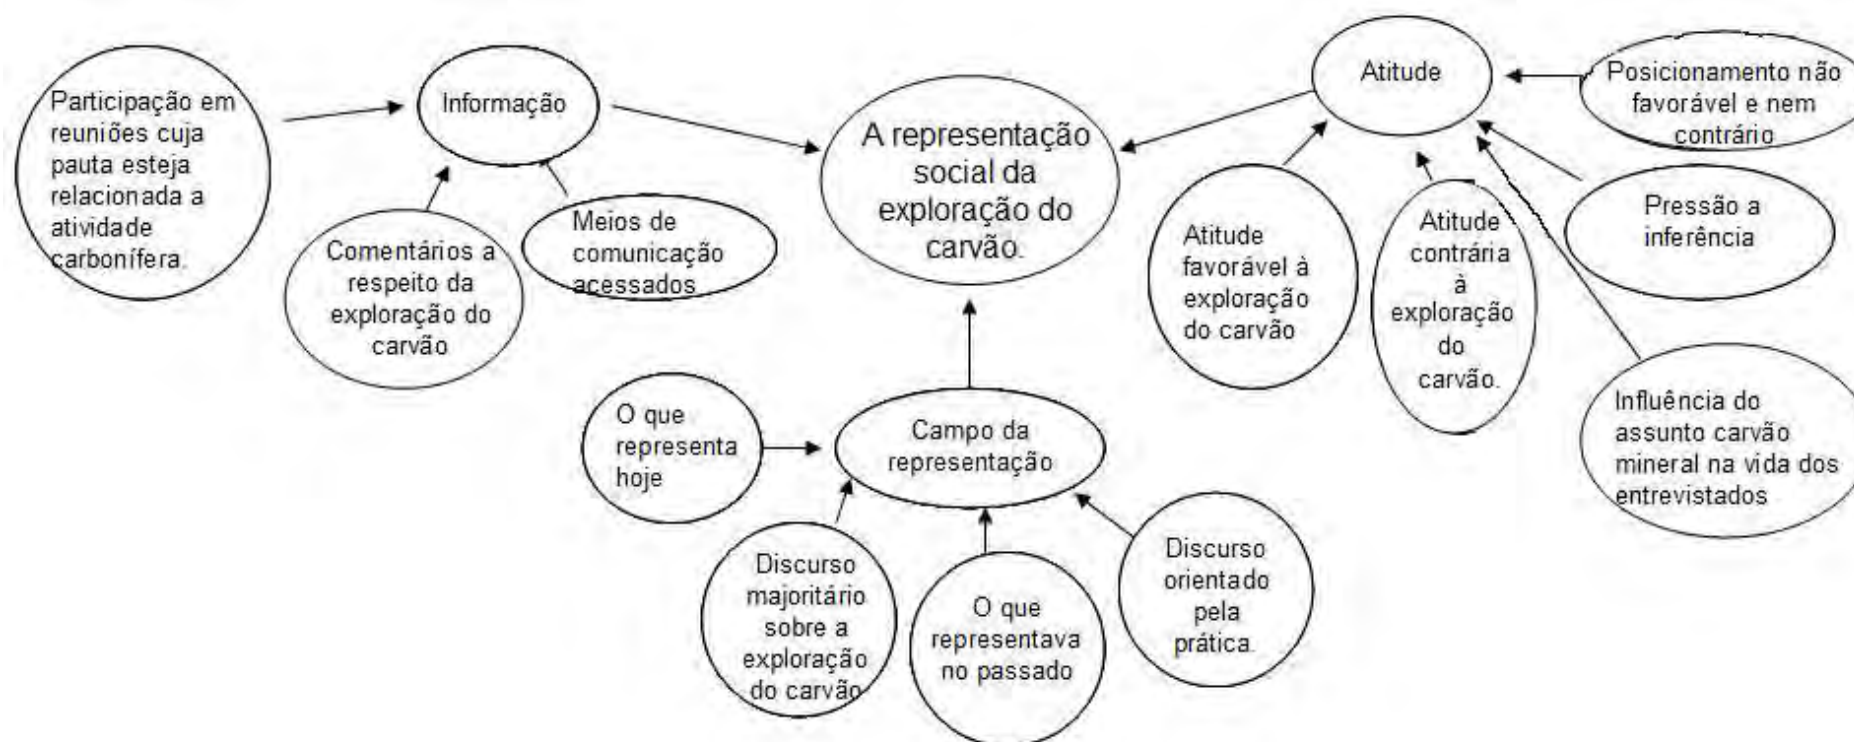 Participação em
reuniões cuja
pauta esteja
relacionada a
atividade
carbonífera.
Informação
Comentários a
respeito da
exploração do
carvão
Meios de
comunicação
acessados
A representação
social da
exploração do
carvão.
Atitude
Posicionamento não
favorável e nem
contrário
Pressão a
inferência
Atitude
favorável à
exploração
do carvão
Atitude
contrária
à
exploração
do
carvão.
Influência do
assunto carvão
mineral na vida dos
entrevistados
O que
representa
hoje
Campo da
representação
Discurso
majoritário
sobre a
exploração
do carvão
O que
representava
no passado
Discurso
orientado
pela
prática.